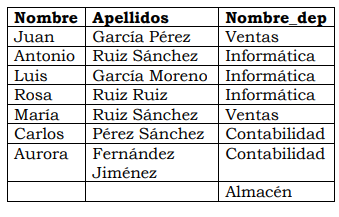 Nombre Apellidos Nombre_dep
Juan García Pérez Ventas
Antonio Ruiz Sánchez Informática
Luis García Moreno Informática
Rosa Ruiz Ruiz Informática
María Ruiz Sánchez Ventas
Carlos Pérez Sánchez Contabilidad
Aurora Fernández Contabilidad
Jiménez
Almacén